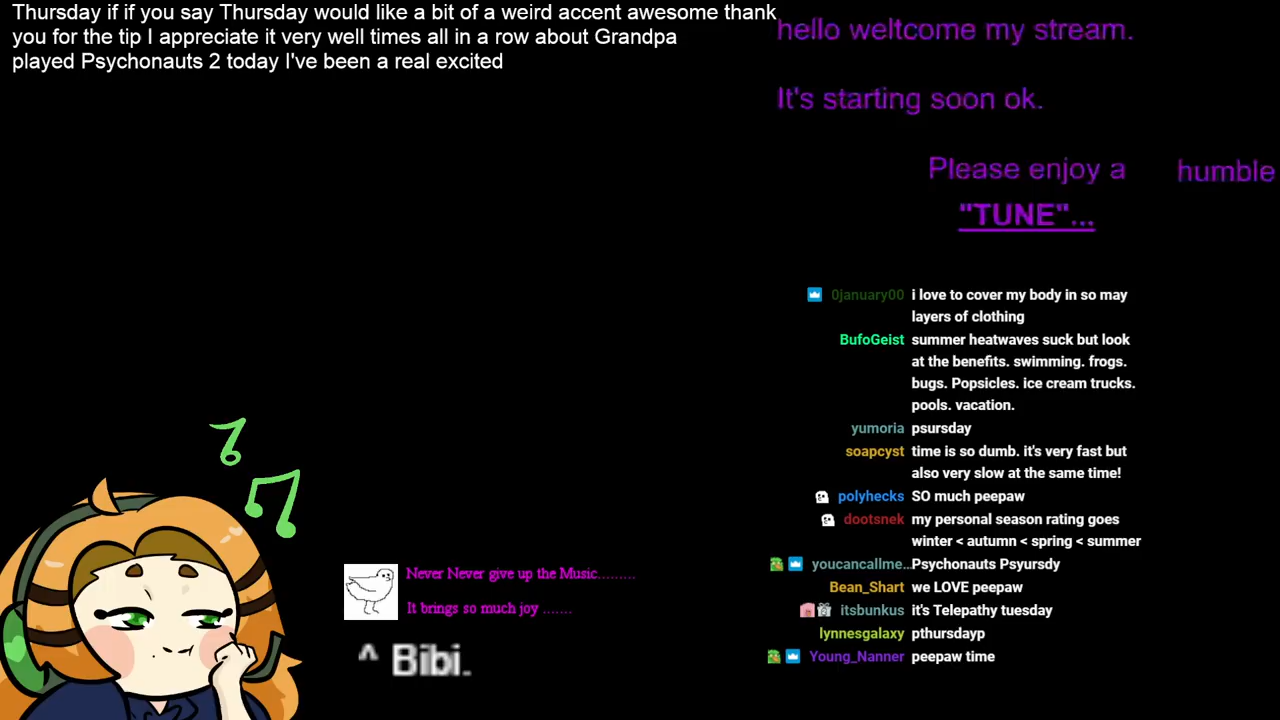 Thursday if if you say Thursday would like a bit of a weird accent awesome thank
you for the tip I appreciate it very well times all in a row about Grandpa
played Psychonauts 2 today I've been a real excited
hello weltcome my stream.
It's starting soon ok.
Please enjoy a humble
"TUNE"...
0january00 i love to cover my body in so may
layers of clothing
BufoGeist summer heatwaves suck but look
at the benefits. swimming. frogs.
bugs. Popsicles. ice cream trucks.
pools. vacation.
yumoria psursday
soapcyst time is so dumb. it's very fast but
also very slow at the same time!
polyhecks SO much peepaw
dootsnek my personal season rating goes
winter < autumn < spring < summer
youcancallme... Psychonauts Psyursdy
Bean_Shart we LOVE peepaw
itsbunkus it's Telepathy tuesday
lynnesgalaxy pthursdayp
Young_Nanner peepaw time
Never Never give up the Music.........
It brings so much joy ......
^ Bibi.